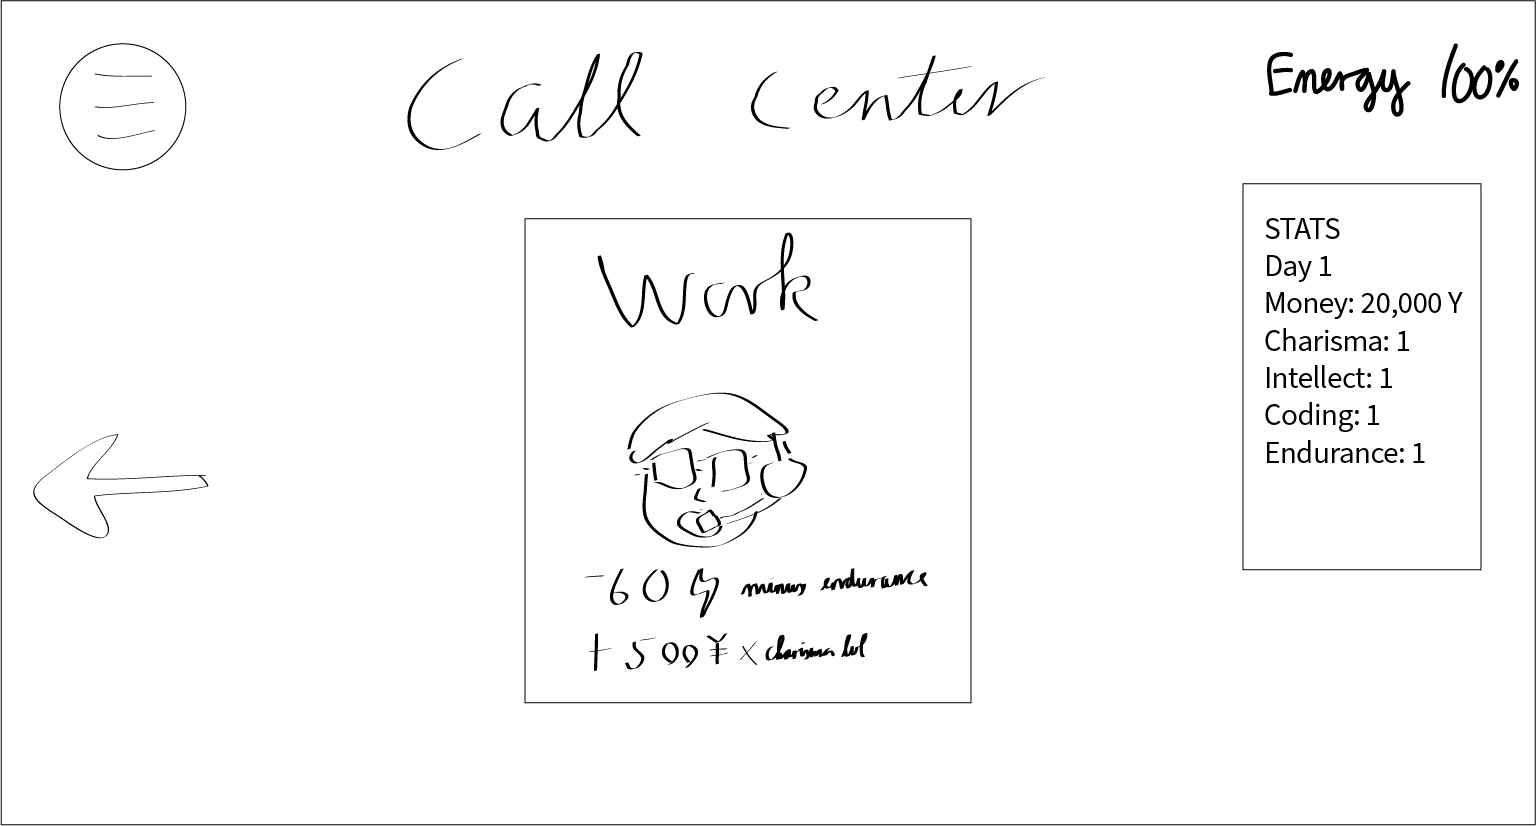 Call Center
Energy 100%
Work
-60 minus endurance
+500¥ x charisma lvl
STATS
Day 1
Money: 20,000 Y
Charisma: 1
Intellect: 1
Coding: 1
Endurance: 1